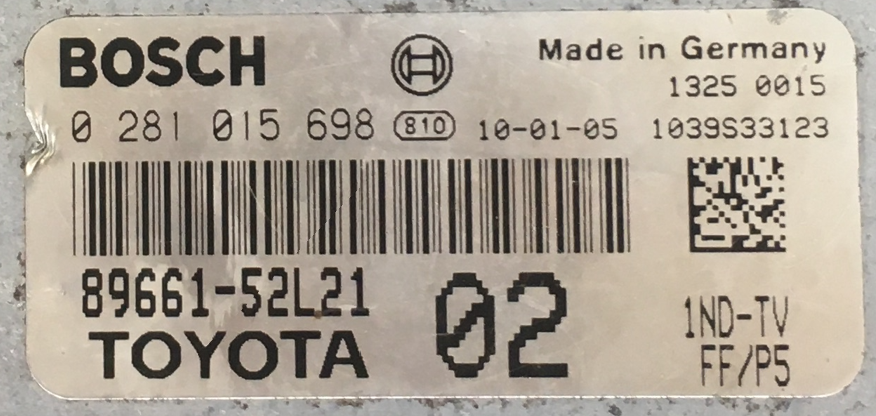 BOSCH
Made in Germany
1325 0015
0 281 015 698 810 10-01-05 1039S33123
89661-52L21
02
TOYOTA
1ND-TV
FF/P5